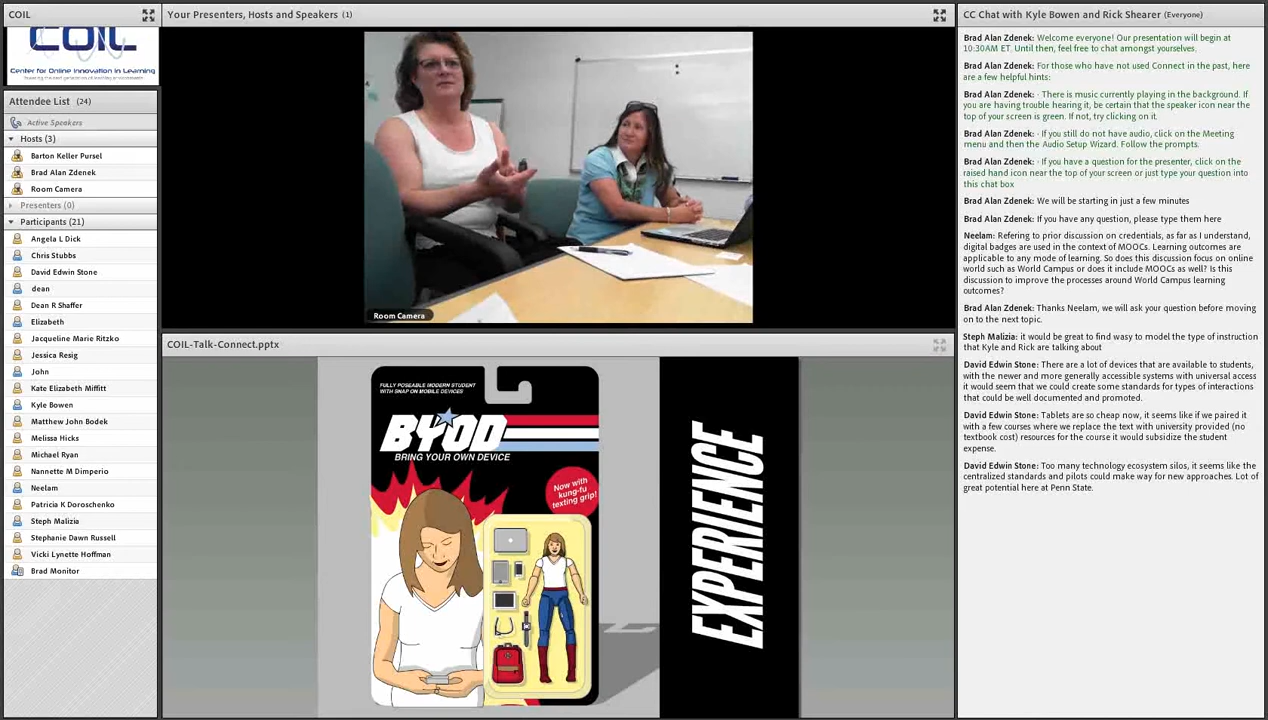 COIL
COIL
Center for Online Innovation in Learning
Attendee List (24)
Active Speakers
Hosts (3)
Barton Keller Pursel
Brad Alan Zdenek
Room Camera
Presenters (0)
Participants (21)
Angela L Dick
Chris Stubbs
David Edwin Stone
dean
Dean R Shaffer
Elizabeth
Jacqueline Marie Ritzko
Jessica Resig
John
Kate Elizabeth Miffitt
Kyle Bowen
Matthew John Bodek
Melissa Hicks
Michael Ryan
Nannette M Dimperio
Neelam
Patricia K Doroschenko
Steph Malizia
Stephanie Dawn Russell
Vicki Lynette Hoffman
Brad Monitor
Your Presenters, Hosts and Speakers (1)
Room Camera
COIL-Talk-Connect.pptx
FULLY POSEABLE MODERN STUDENT
WITH SNAP ON MOBILE DEVICES
BYOD
BRING YOUR OWN DEVICE
Now with
kung-fu
texting grip!
EXPERIENCE
CC Chat with Kyle Bowen and Rick Shearer (Everyone)
Brad Alan Zdenek: Welcome everyone! Our presentation will begin at
10:30AM ET. Until then, feel free to chat amongst yourselves.
Brad Alan Zdenek: For those who have not used Connect in the past, here
are a few helpful hints:
Brad Alan Zdenek: · There is music currently playing in the background. If
you are having trouble hearing it, be certain that the speaker icon near the
top of your screen is green. If not, try clicking on it.
Brad Alan Zdenek: · If you still do not have audio, click on the Meeting
menu and then the Audio Setup Wizard. Follow the prompts.
Brad Alan Zdenek: · If you have a question for the presenter, click on the
raised hand icon near the top of your screen or just type your question into
this chat box
Brad Alan Zdenek: We will be starting in just a few minutes
Brad Alan Zdenek: If you have any question, please type them here
Neelam: Refering to prior discussion on credentials, as far as I understand,
digital badges are used in the context of MOOCs. Learning outcomes are
applicable to any mode of learning. So does this discussion focus on online
world such as World Campus or does it include MOOCs as well? Is this
discussion to improve the processes around World Campus learning
outcomes?
Brad Alan Zdenek: Thanks Neelam, we will ask your question before moving
on to the next topic.
Steph Malizia: it would be great to find wasy to model the type of instruction
that Kyle and Rick are talking about
David Edwin Stone: There are a lot of devices that are available to students,
with the newer and more generally accessible systems with universal access
it would seem that we could create some standards for types of interactions
that could be well documented and promoted.
David Edwin Stone: Tablets are so cheap now, it seems like if we paired it
with a few courses where we replace the text with university provided (no
textbook cost) resources for the course it would subsidize the student
expense.
David Edwin Stone: Too many technology ecosystem silos, it seems like the
centralized standards and pilots could make way for new approaches. Lot of
great potential here at Penn State.